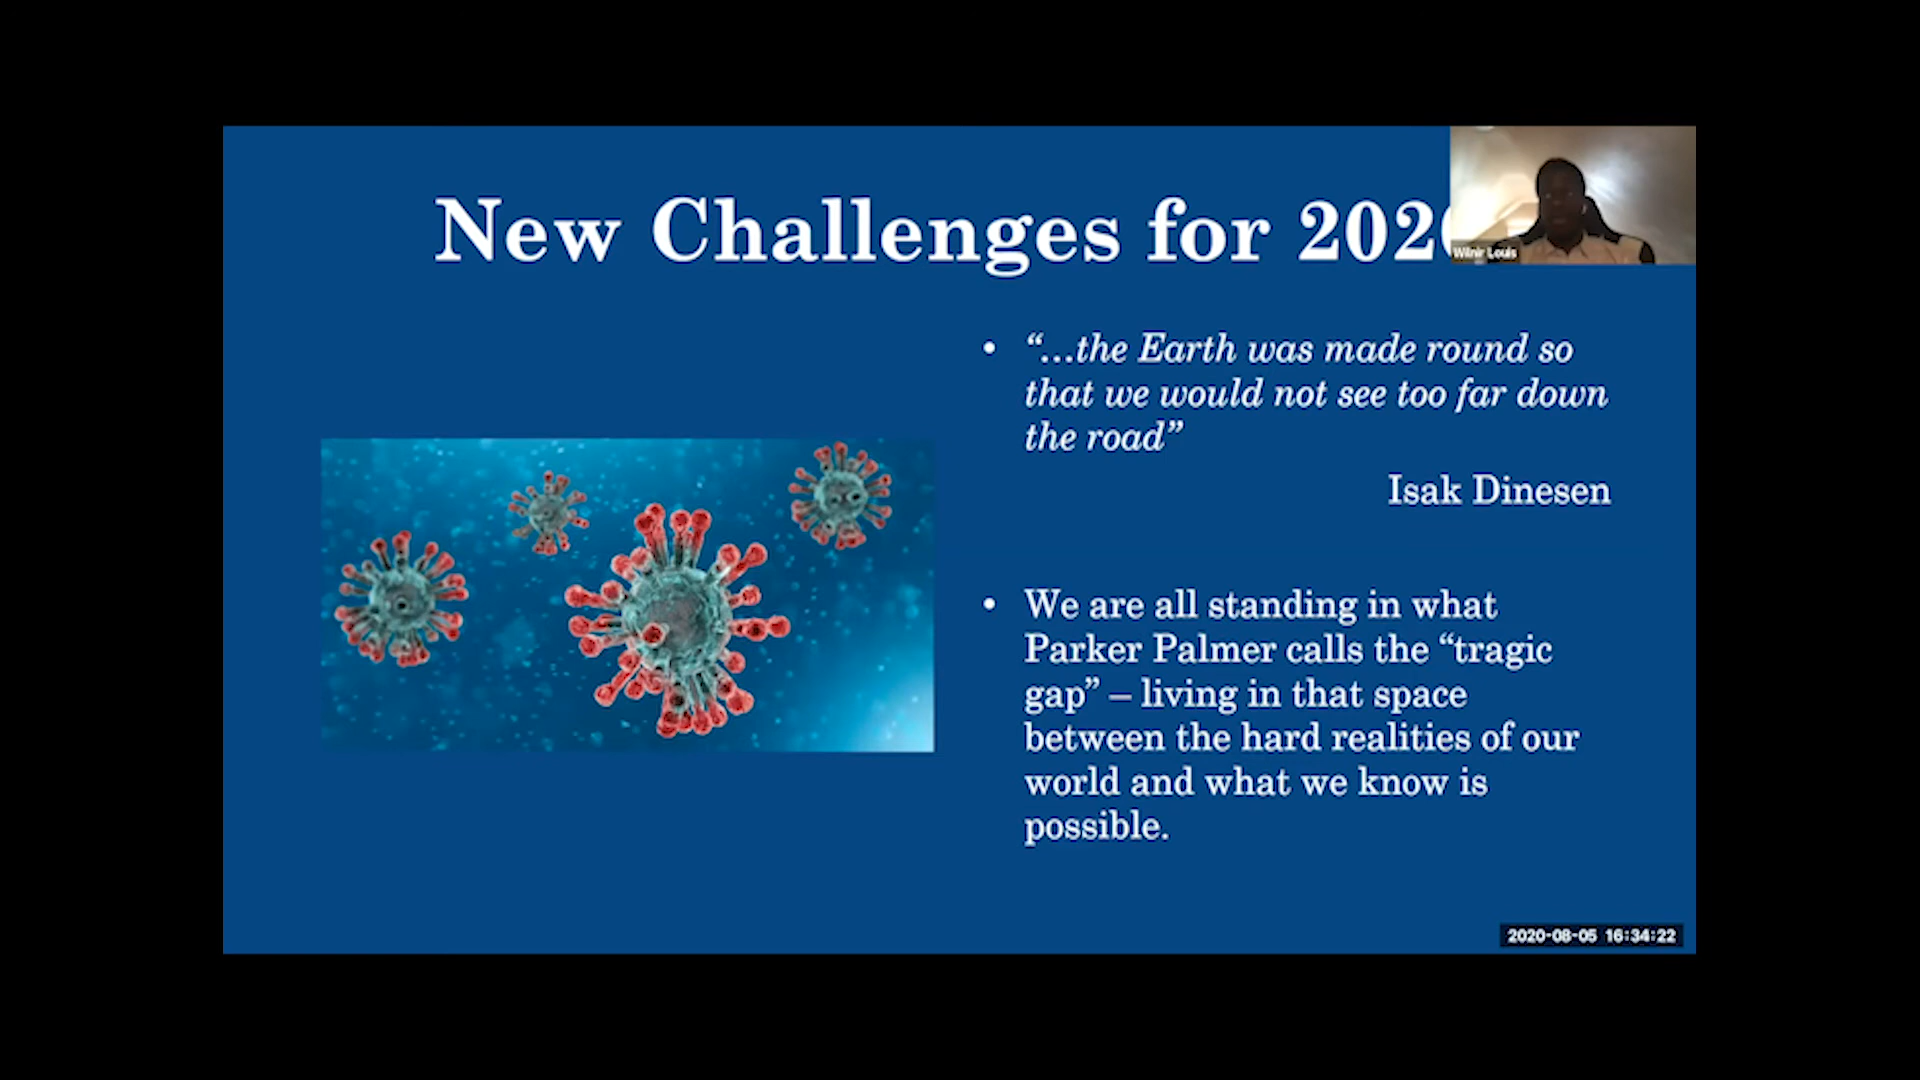 New Challenges for 202
Wilnir Louis
• “...the Earth was made round so
that we would not see too far down
the road”
Isak Dinesen
• We are all standing in what
Parker Palmer calls the “tragic
gap” – living in that space
between the hard realities of our
world and what we know is
possible.
2020-08-05 16:34:22